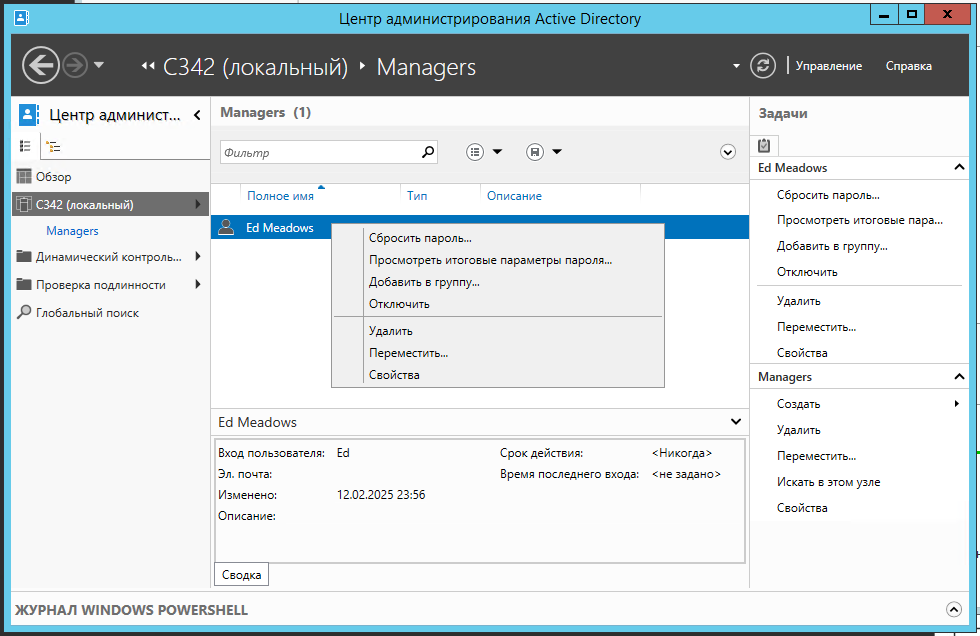 Центр администрирования Active Directory
С342 (локальный) Managers
Управление
Справка
Центр админист...
Обзор
С342 (локальный)
Managers
Динамический контроль...
Проверка подлинности
Глобальный поиск
Managers (1)
Фильтр
Полное имя Тип Описание
Ed Meadows
Сбросить пароль...
Просмотреть итоговые параметры пароля...
Добавить в группу...
Отключить
Удалить
Переместить...
Свойства
Ed Meadows
Вход пользователя: Ed
Эл. почта:
Изменено: 12.02.2025 23:56
Описание:
Срок действия: <Никогда>
Время последнего входа: <не задано>
Сводка
Задачи
Ed Meadows
Сбросить пароль...
Просмотреть итоговые пара...
Добавить в группу...
Отключить
Удалить
Переместить...
Свойства
Managers
Создать
Удалить
Переместить...
Искать в этом узле
Свойства
ЖУРНАЛ WINDOWS POWERSHELL